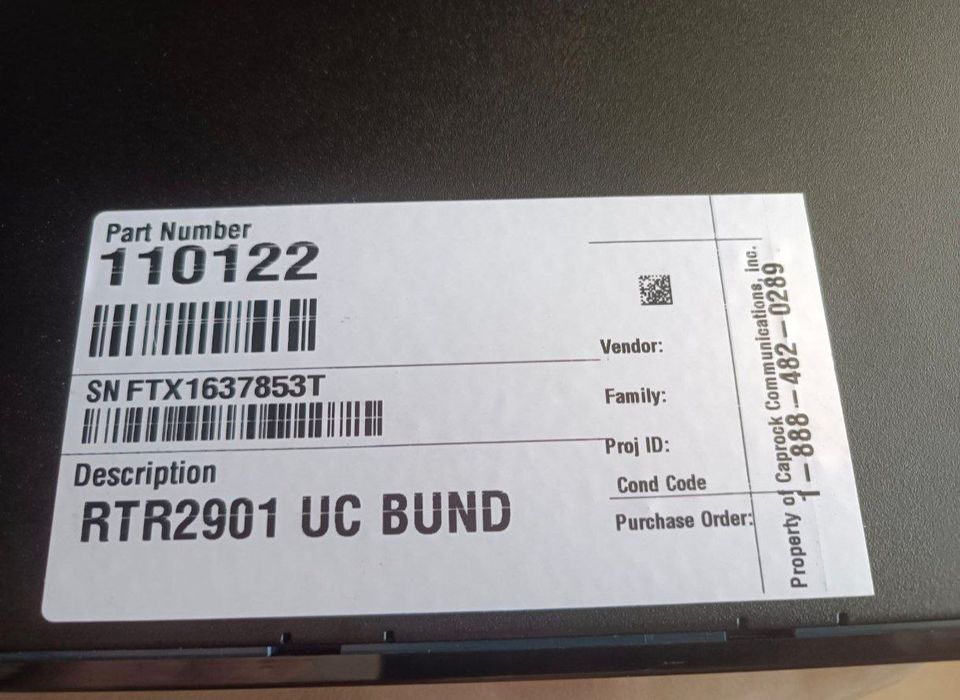 Part Number
110122
SN FTX1637853T
Description
RTR2901 UC BUND
Vendor:
Family:
Proj ID:
Cond Code
Purchase Order:
Property of Caprock Communications, Inc.
1-888-482-0289